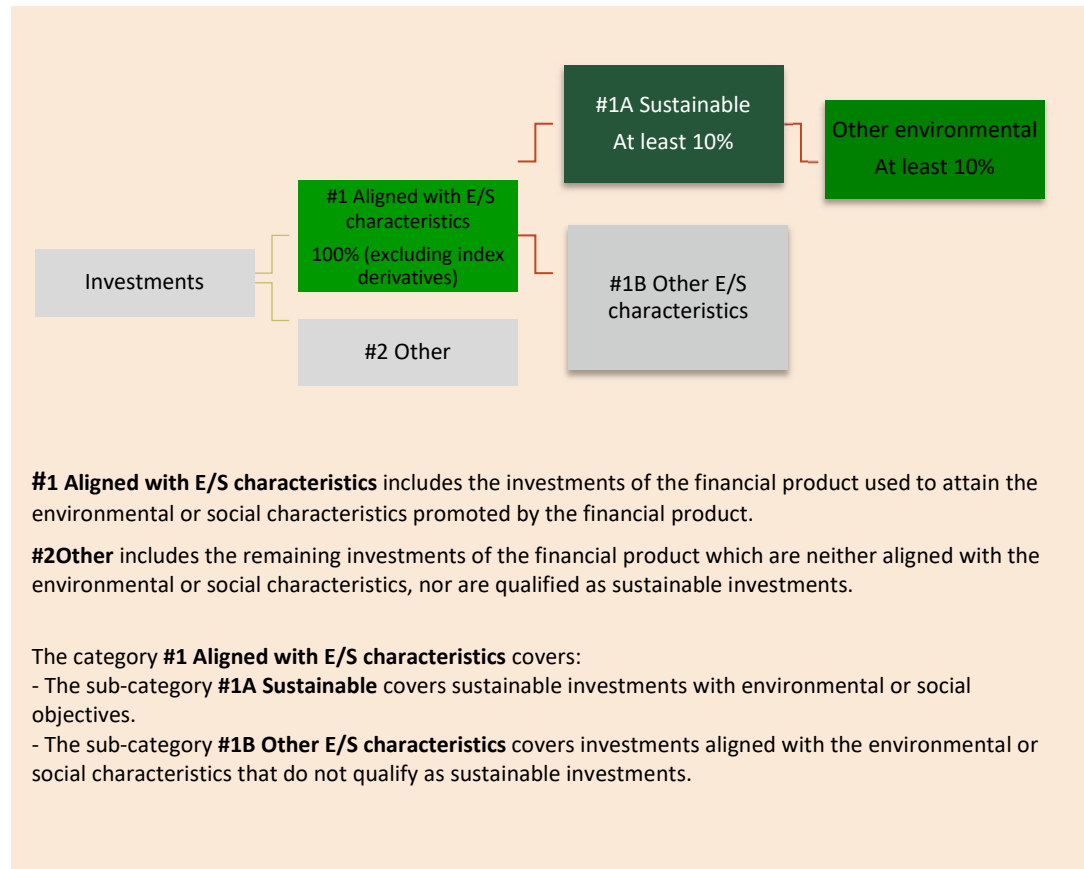 #1A Sustainable
At least 10%
Other environmental
At least 10%
#1 Aligned with E/S
characteristics
100% (excluding index
derivatives)
Investments
#1B Other E/S
characteristics
#2 Other
#1 Aligned with E/S characteristics includes the investments of the financial product used to attain the
environmental or social characteristics promoted by the financial product.
#2Other includes the remaining investments of the financial product which are neither aligned with the
environmental or social characteristics, nor are qualified as sustainable investments.
The category #1 Aligned with E/S characteristics covers:
- The sub-category #1A Sustainable covers sustainable investments with environmental or social
objectives.
- The sub-category #1B Other E/S characteristics covers investments aligned with the environmental or
social characteristics that do not qualify as sustainable investments.